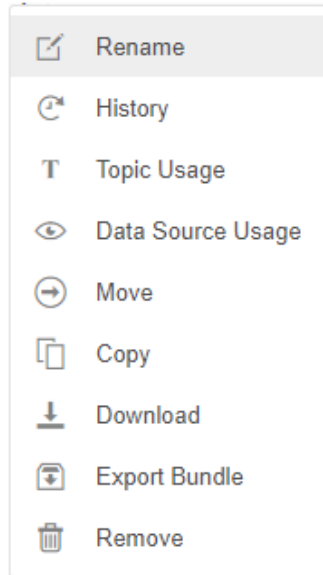 Rename
History
Topic Usage
Data Source Usage
Move
Copy
Download
Export Bundle
Remove